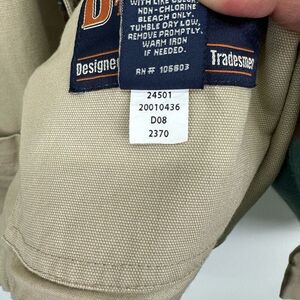 WITH LIKE COLORS
NON-CHLORINE
BLEACH ONLY.
TUMBLE DRY LOW,
REMOVE PROMPTLY,
WARM IRON
IF NEEDED.
RN# 105803
Designe
Tradesmen
24501
20010436
D08
2370